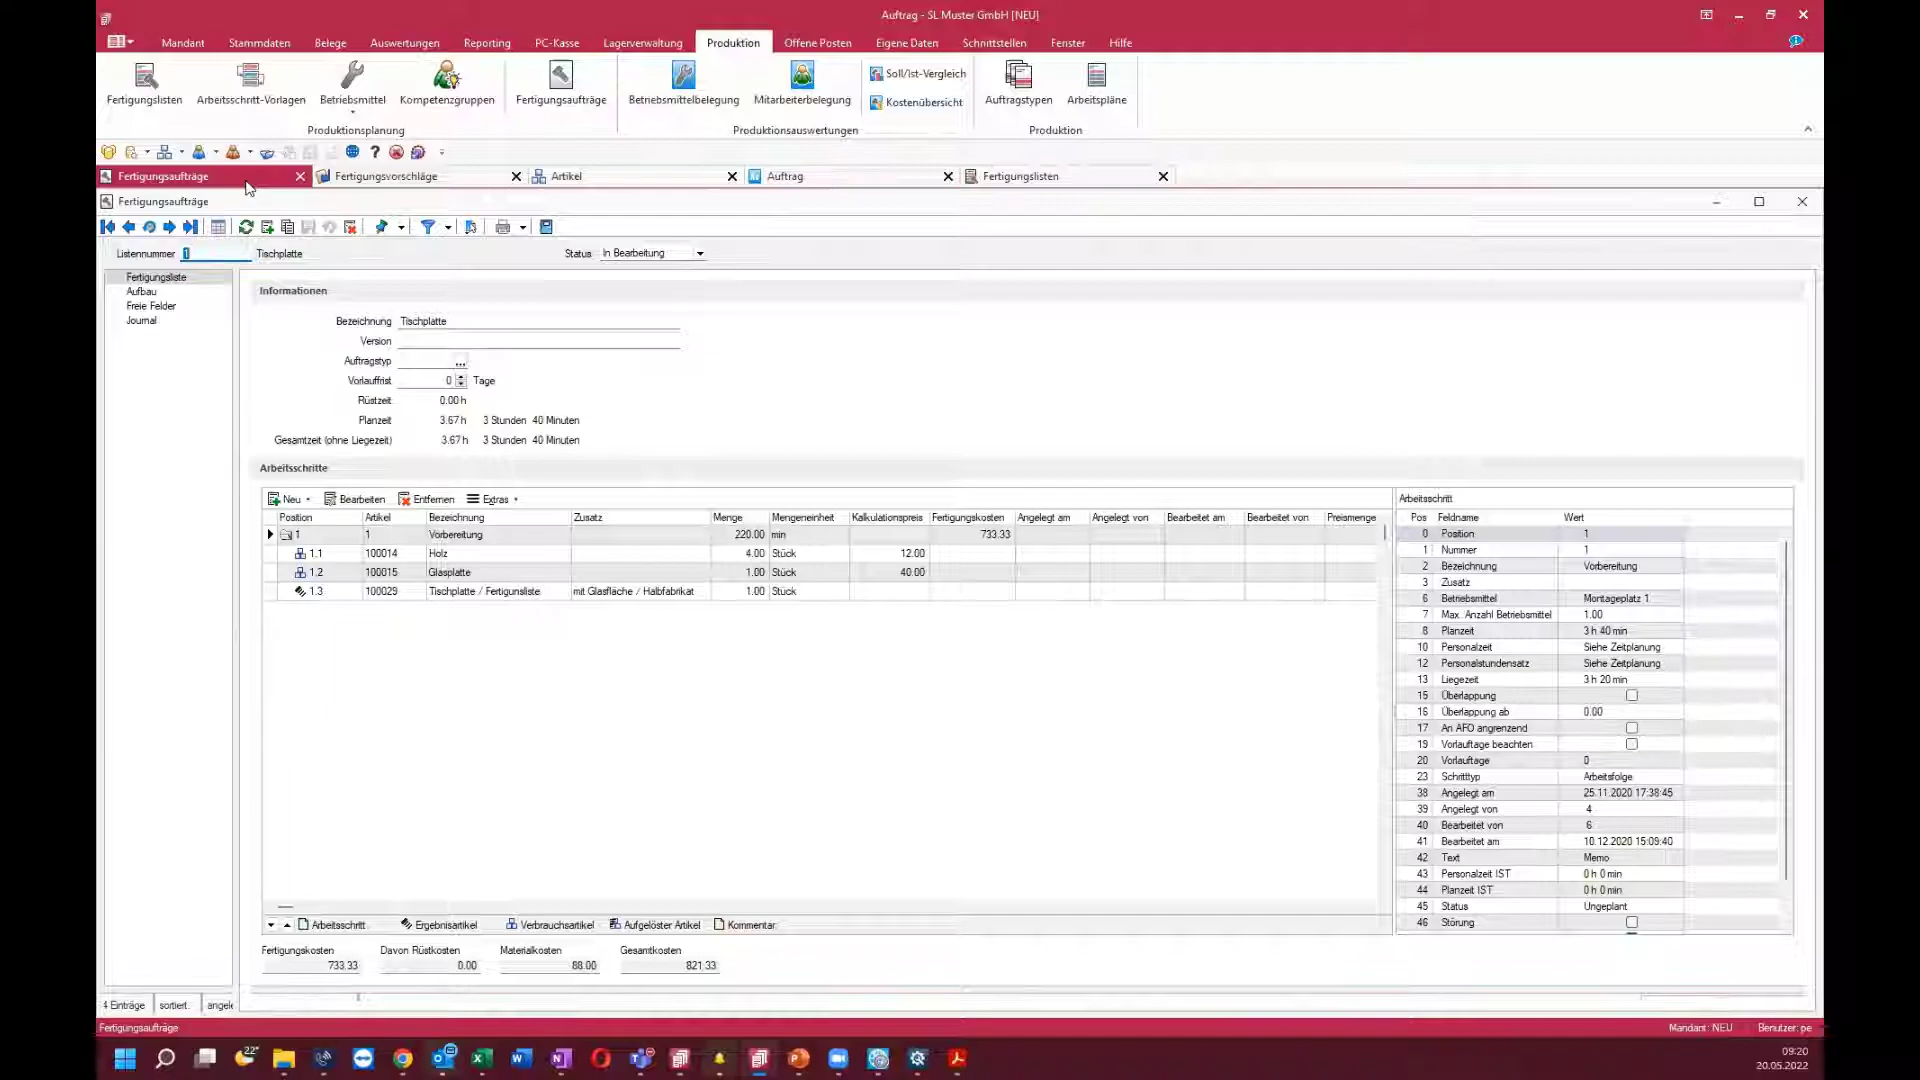 Auftrag - SL Muster GmbH [NEU]
Mandant Stammdaten Belege Auswertungen Reporting PC-Kasse Lagerverwaltung Produktion Offene Posten Eigene Daten Schnittstellen Fenster Hilfe
Fertigungslisten Arbeitsschritt-Vorlagen Betriebsmittel Kompetenzgruppen Fertigungsaufträge Betriebsmittelbelegung Mitarbeiterbelegung Soll/Ist-Vergleich Kostenübersicht Auftragstypen Arbeitspläne
Produktionsplanung Produktionsauswertungen Produktion
Fertigungsaufträge Fertigungsvorschläge Artikel Auftrag Fertigungslisten
Fertigungsaufträge
Listennummer 1 Tischplatte Status In Bearbeitung
Fertigungsliste
Aufbau
Freie Felder
Journal
Informationen
Bezeichnung Tischplatte
Version
Auftragstyp ...
Vorlauffrist 0 Tage
Rüstzeit 0.00 h
Planzeit 3.67 h 3 Stunden 40 Minuten
Gesamtzeit (ohne Liegezeit) 3.67 h 3 Stunden 40 Minuten
Arbeitsschritte
Neu Bearbeiten Entfernen Extras
Position Artikel Bezeichnung Zusatz Menge Mengeneinheit Kalkulationspreis Fertigungskosten Angelegt am Angelegt von Bearbeitet am Bearbeitet von Preismenge
1 1 Vorbereitung 220.00 min 733.33
1.1 100014 Holz 4.00 Stück 12.00
1.2 100015 Glasplatte 1.00 Stück 40.00
1.3 100029 Tischplatte / Fertigunsliste mit Glasfläche / Halbfabrikat 1.00 Stück
Arbeitsschritt
Pos Feldname Wert
0 Position 1
1 Nummer 1
2 Bezeichnung Vorbereitung
3 Zusatz
6 Betriebsmittel Montageplatz 1
7 Max. Anzahl Betriebsmittel 1.00
8 Planzeit 3 h 40 min
10 Personalzeit Siehe Zeitplanung
12 Personalstundensatz Siehe Zeitplanung
13 Liegezeit 3 h 20 min
15 Überlappung
16 Überlappung ab 0.00
17 An AFO angrenzend
19 Vorlauftage beachten
20 Vorlauftage 0
23 Schritttyp Arbeitsfolge
38 Angelegt am 25.11.2020 17:38:45
39 Angelegt von 4
40 Bearbeitet von 6
41 Bearbeitet am 10.12.2020 15:09:40
42 Text Memo
43 Personalzeit IST 0 h 0 min
44 Planzeit IST 0 h 0 min
45 Status Ungeplant
46 Störung
Arbeitsschritt Ergebnisartikel Verbrauchsartikel Aufgelöster Artikel Kommentar
Fertigungskosten Davon Rüstkosten Materialkosten Gesamtkosten
733.33 0.00 88.00 821.33
4 Einträge sortiert. angele
Fertigungsaufträge Mandant: NEU Benutzer: pe
22°
09:20
20.05.2022